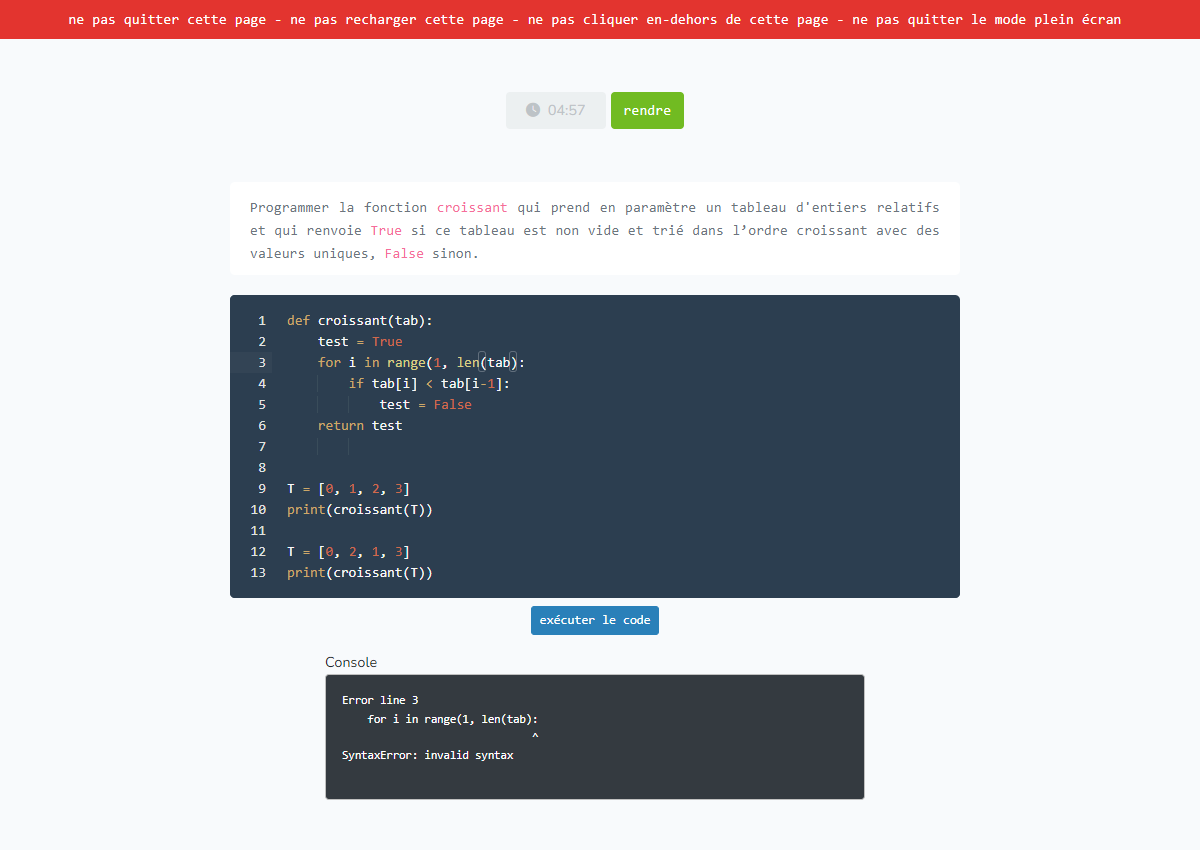 ne pas quitter cette page - ne pas recharger cette page - ne pas cliquer en-dehors de cette page - ne pas quitter le mode plein écran
04:57
rendre
Programmer la fonction croissant qui prend en paramètre un tableau d'entiers relatifs
et qui renvoie True si ce tableau est non vide et trié dans l’ordre croissant avec des
valeurs uniques, False sinon.
1 def croissant(tab):
2     test = True
3     for i in range(1, len(tab):
4         if tab[i] < tab[i-1]:
5             test = False
6     return test
7
8
9 T = [0, 1, 2, 3]
10 print(croissant(T))
11
12 T = [0, 2, 1, 3]
13 print(croissant(T))
exécuter le code
Console
Error line 3
    for i in range(1, len(tab):
                              ^
SyntaxError: invalid syntax